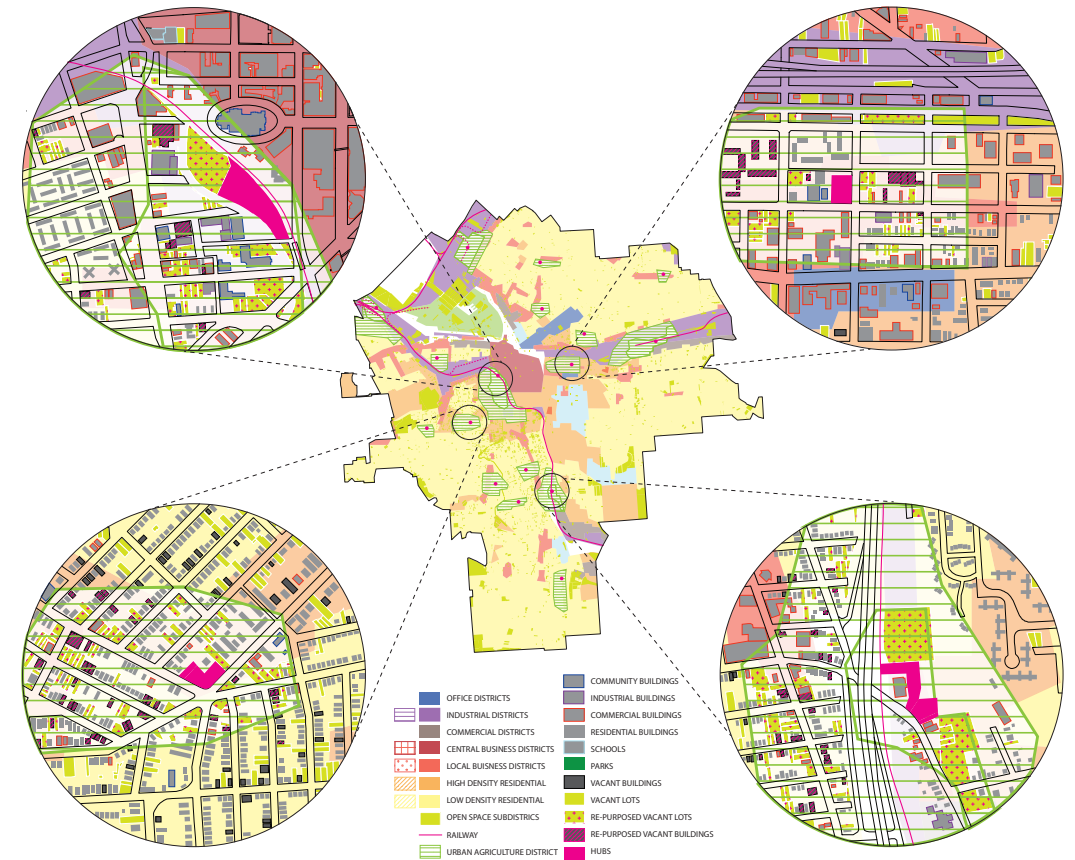 OFFICE DISTRICTS
INDUSTRIAL DISTRICTS
COMMERCIAL DISTRICTS
CENTRAL BUSINESS DISTRICTS
LOCAL BUISNESS DISTRICTS
HIGH DENSITY RESIDENTIAL
LOW DENSITY RESIDENTIAL
OPEN SPACE SUBDISTRICS
RAILWAY
URBAN AGRICULTURE DISTRICT
COMMUNITY BUILDINGS
INDUSTRIAL BUILDINGS
COMMERCIAL BUILDINGS
RESIDENTIAL BUILDINGS
SCHOOLS
PARKS
VACANT BUILDINGS
VACANT LOTS
RE-PURPOSED VACANT LOTS
RE-PURPOSED VACANT BUILDINGS
HUBS